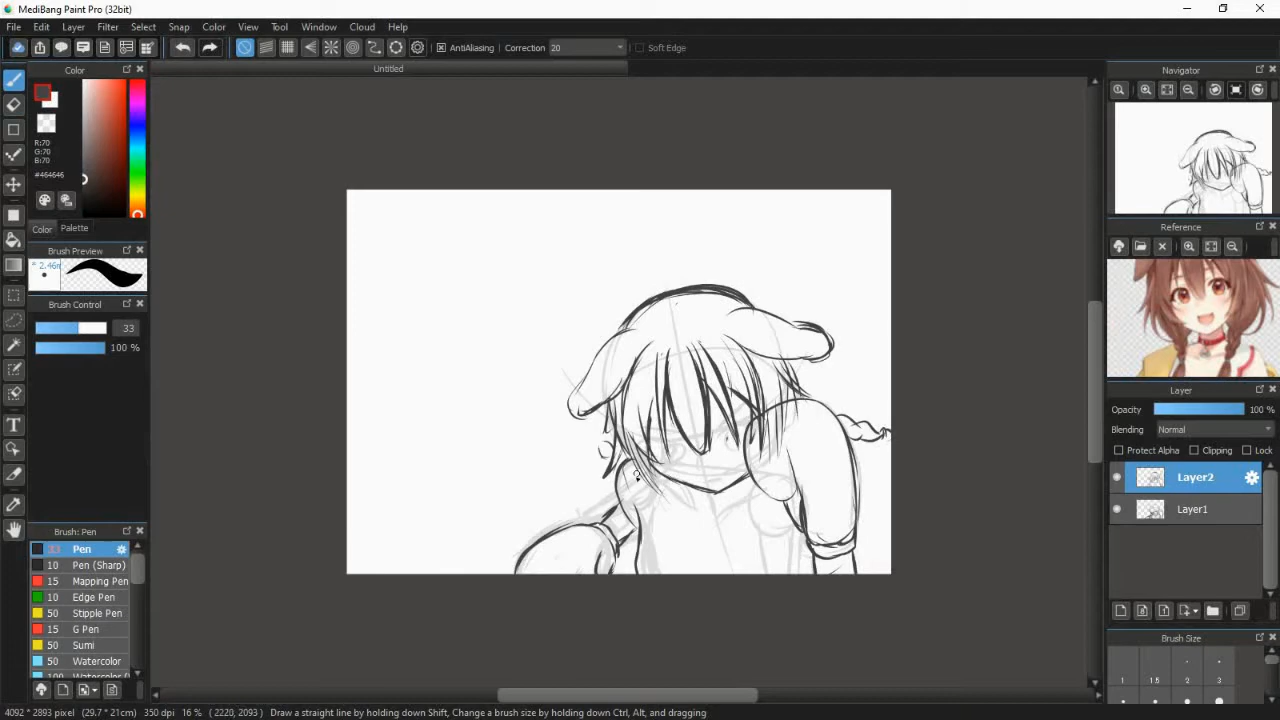 MediBang Paint Pro (32bit)
File Edit Layer Filter Select Snap Color View Tool Window Cloud Help
AntiAliasing Correction 20 Soft Edge
Untitled
Color
R:70
G:70
B:70
#464646
Color Palette
Brush Preview
Brush Control
33
100 %
Brush: Pen
33 Pen
10 Pen (Sharp)
15 Mapping Pen
10 Edge Pen
50 Stipple Pen
15 G Pen
50 Sumi
50 Watercolor
Navigator
Reference
Layer
Opacity 100 %
Blending Normal
Protect Alpha Clipping Lock
Layer2
Layer1
Brush Size
1 1.5 2 3
4092 * 2893 pixel (29.7 * 21cm) 350 dpi 16 % ( 2220, 2093 ) Draw a straight line by holding down Shift, Change a brush size by holding down Ctrl, Alt, and dragging